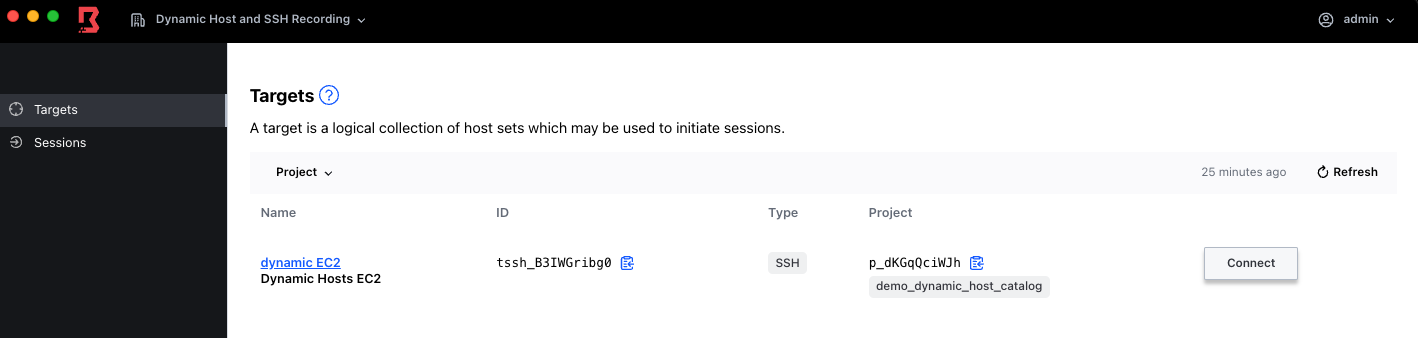 Dynamic Host and SSH Recording
admin
Targets
Sessions
Targets
A target is a logical collection of host sets which may be used to initiate sessions.
Project
25 minutes ago
Refresh
Name ID Type Project
dynamic EC2 tssh_B3IWGribg0 SSH p_dKGqQciWJh Connect
Dynamic Hosts EC2 demo_dynamic_host_catalog